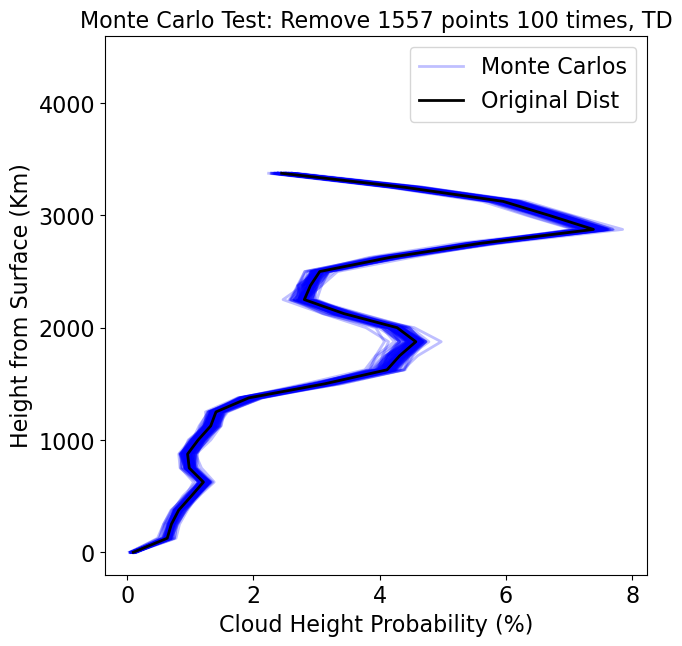 Monte Carlo Test: Remove 1557 points 100 times, TD
Monte Carlos
Original Dist
4000
3000
2000
1000
0
Height from Surface (Km)
0 2 4 6 8
Cloud Height Probability (%)